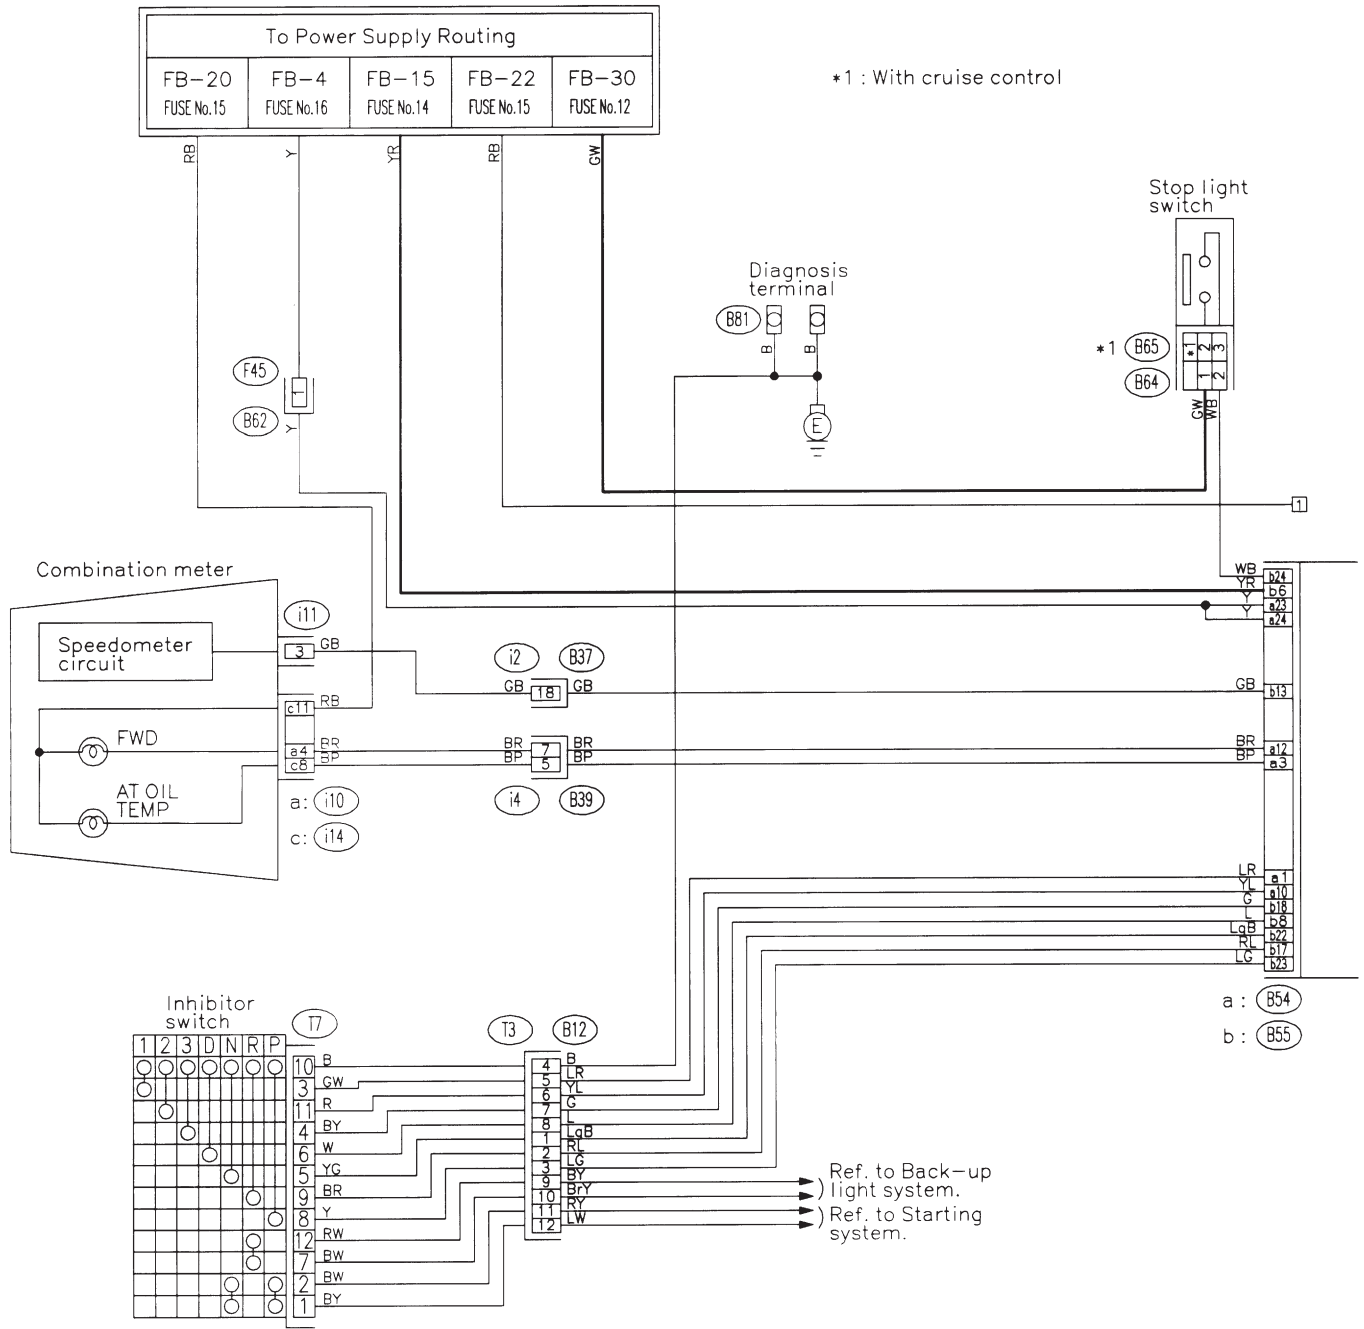 To Power Supply Routing
FB-20 FB-4 FB-15 FB-22 FB-30
FUSE No.15 FUSE No.16 FUSE No.14 FUSE No.15 FUSE No.12
*1 : With cruise control
RB Y YR RB GW
Stop light
switch
Diagnosis
terminal
B81
B B
E
*1 B65
B64
*1 2 3
1 2
GW WB
F45
1
B62
Y
1
Combination meter
Speedometer
circuit
i11
3 GB
c11 RB
FWD
a4 BR
c8 BP
AT OIL
TEMP
a: i10
c: i14
i2 B37
GB 18 GB
BR 7 BR
BP 5 BP
i4 B39
WB b24
YR b6
Y a23
Y a24
GB b13
BR a12
BP a3
LR a1
YL a10
G b18
L b8
LgB b22
RL b17
LG b23
a : B54
b : B55
Inhibitor
switch
T7
1 2 3 D N R P
10 B
3 GW
11 R
4 BY
6 W
5 YG
9 BR
8 Y
12 RW
7 BW
2 BW
1 BY
T3 B12
4 B
5 LR
6 YL
7 G
8 L
1 LgB
2 RL
3 LG
9 BY
10 BrY
11 RY
12 LW
Ref. to Back-up
light system.
Ref. to Starting
system.